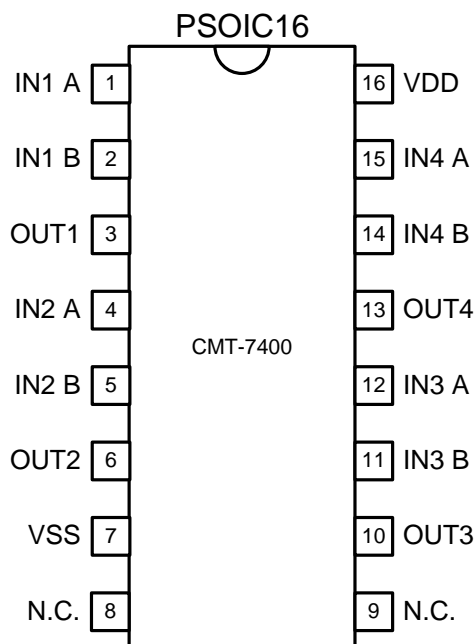 PSOIC16
IN1 A 1 16 VDD
IN1 B 2 15 IN4 A
OUT1 3 14 IN4 B
IN2 A 4 13 OUT4
CMT-7400
IN2 B 5 12 IN3 A
OUT2 6 11 IN3 B
VSS 7 10 OUT3
N.C. 8 9 N.C.